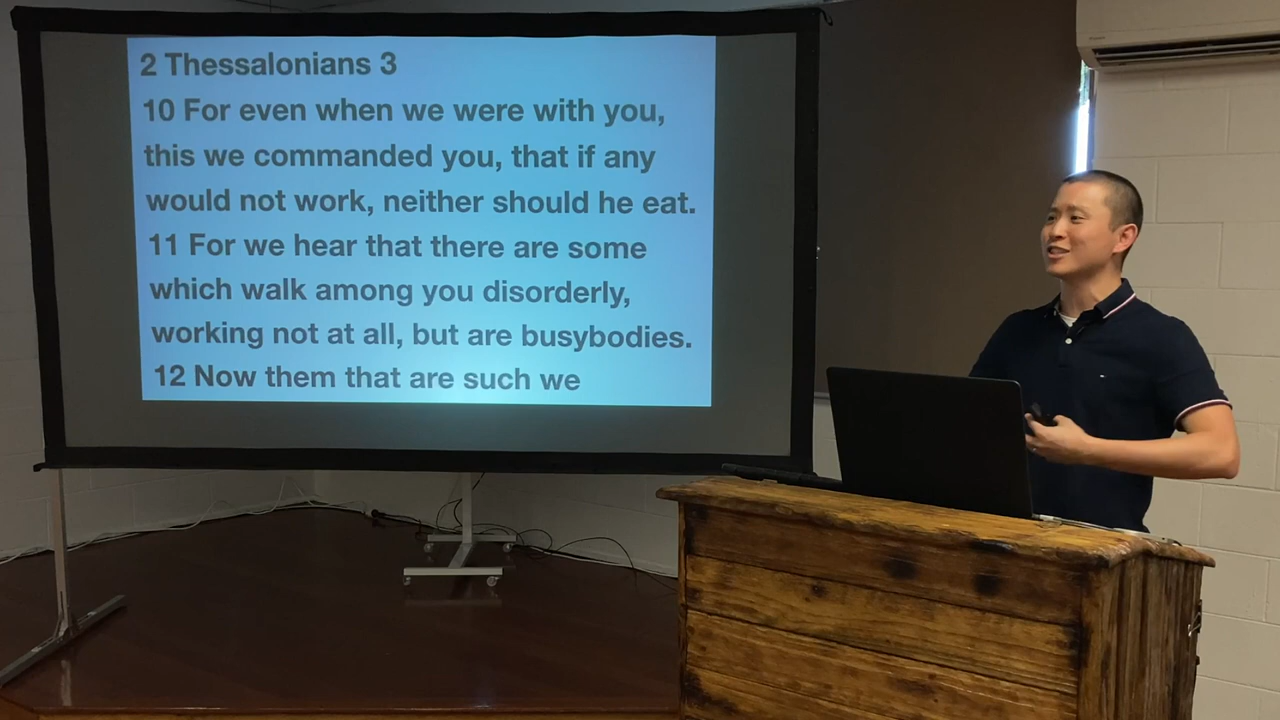 2 Thessalonians 3
10 For even when we were with you,
this we commanded you, that if any
would not work, neither should he eat.
11 For we hear that there are some
which walk among you disorderly,
working not at all, but are busybodies.
12 Now them that are such we